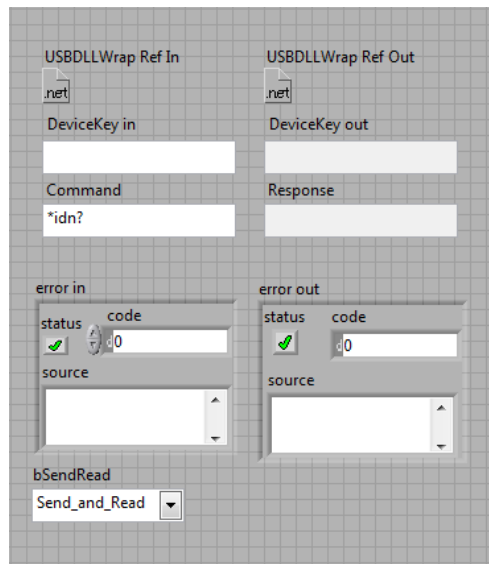 USBDLLWrap Ref In
USBDLLWrap Ref Out
.net
.net
DeviceKey in
DeviceKey out
Command
Response
*idn?
error in
error out
status
code
status
code
d
0
d
0
source
source
bSendRead
Send_and_Read